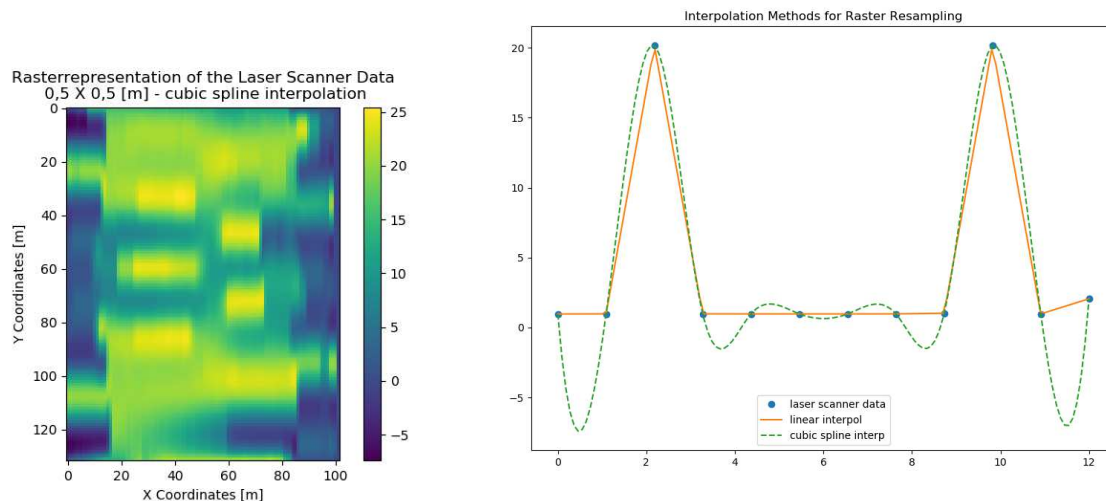 Rasterrepresentation of the Laser Scanner Data
0,5 X 0,5 [m] - cubic spline interpolation
0
20
40
60
80
100
120
Y Coordinates [m]
0 20 40 60 80 100
X Coordinates [m]
25
20
15
10
5
0
−5
Interpolation Methods for Raster Resampling
20
15
10
5
0
−5
0 2 4 6 8 10 12
laser scanner data
linear interpol
cubic spline interp